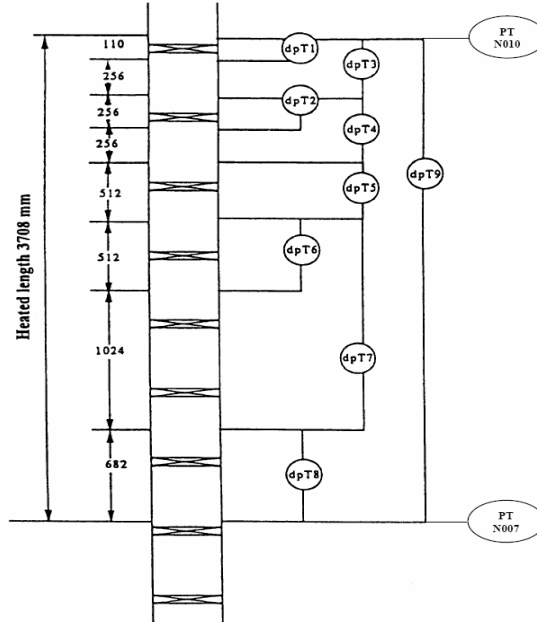 PT
N010
110
dpT1
dpT3
256
dpT2
256
dpT4
256
dpT9
dpT5
512
dpT6
512
Heated length 3708 mm
1024
dpT7
682
dpT8
PT
N007